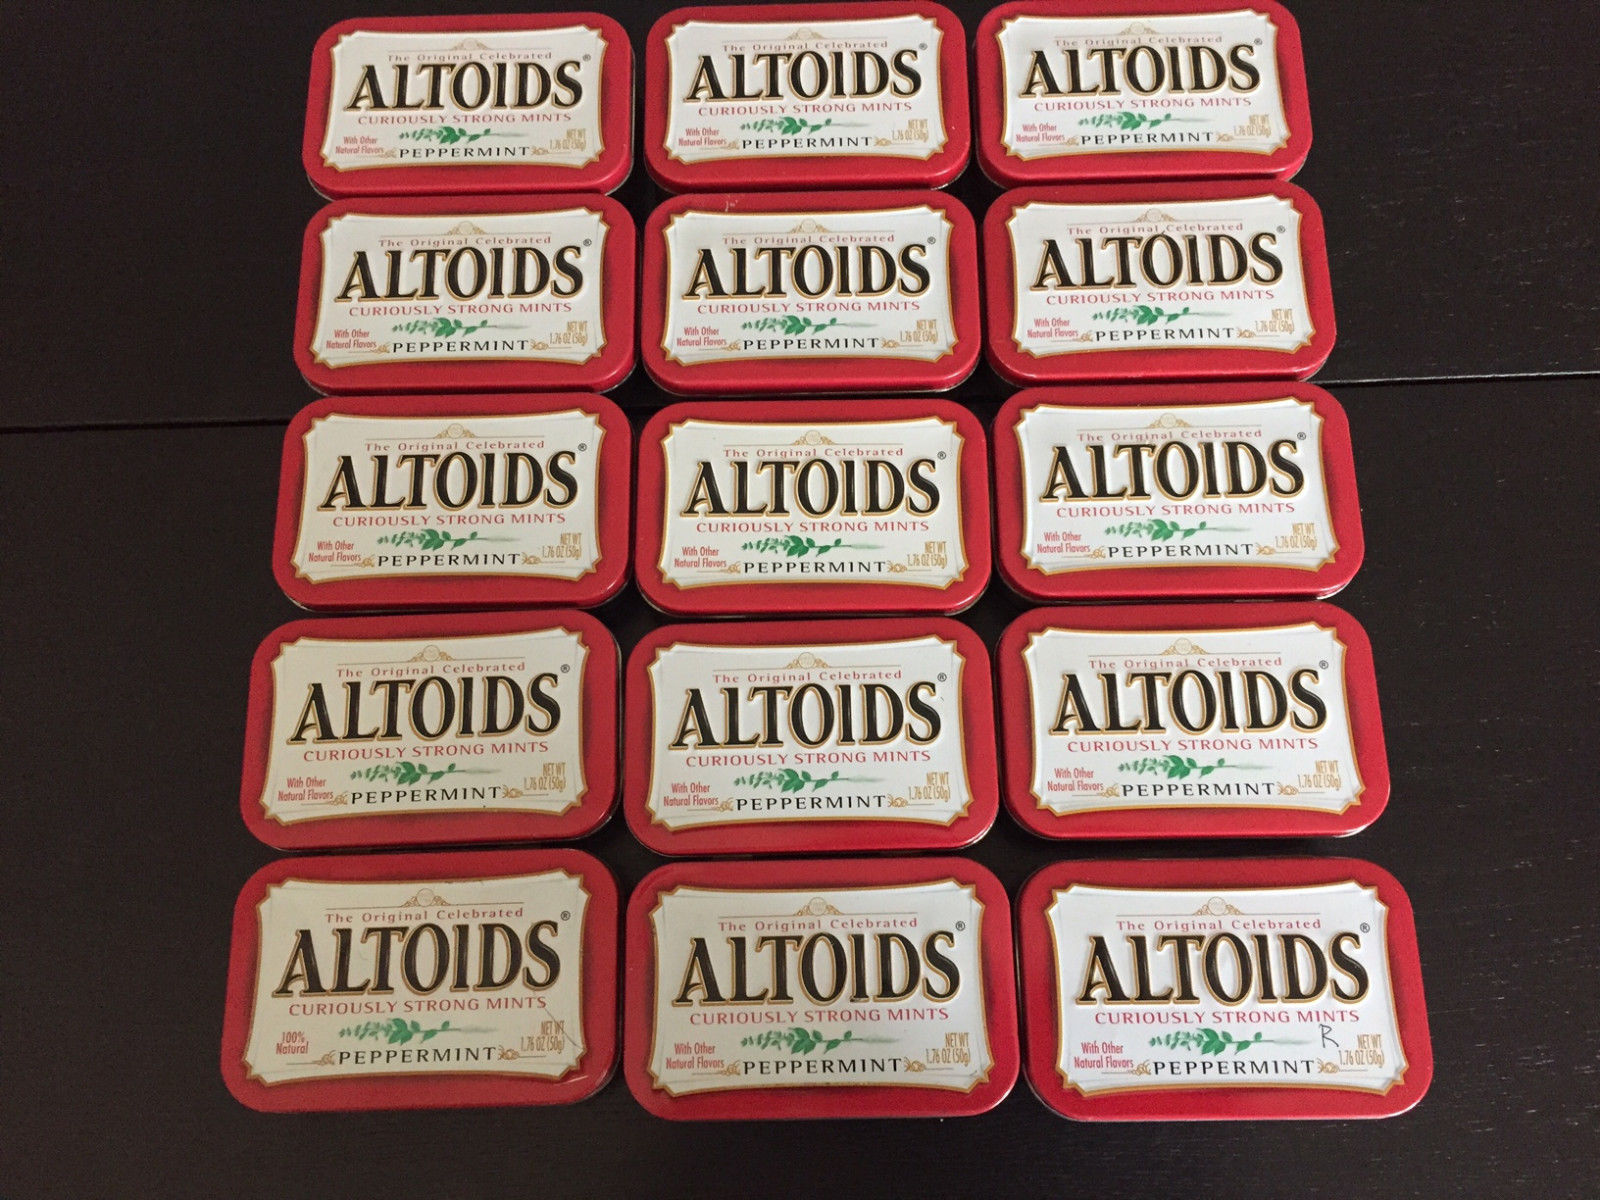 The Original Celebrated
ALTOIDS®
CURIOUSLY STRONG MINTS
With Other
Natural Flavors
PEPPERMINT
NET WT
1.76 OZ (50g)
The Original Celebrated
ALTOIDS®
CURIOUSLY STRONG MINTS
With Other
Natural Flavors
PEPPERMINT
NET WT
1.76 OZ (50g)
The Original Celebrated
ALTOIDS®
CURIOUSLY STRONG MINTS
With Other
Natural Flavors
PEPPERMINT
NET WT
1.76 OZ (50g)
The Original Celebrated
ALTOIDS®
CURIOUSLY STRONG MINTS
With Other
Natural Flavors
PEPPERMINT
NET WT
1.76 OZ (50g)
The Original Celebrated
ALTOIDS®
CURIOUSLY STRONG MINTS
With Other
Natural Flavors
PEPPERMINT
NET WT
1.76 OZ (50g)
The Original Celebrated
ALTOIDS®
CURIOUSLY STRONG MINTS
With Other
Natural Flavors
PEPPERMINT
NET WT
1.76 OZ (50g)
The Original Celebrated
ALTOIDS®
CURIOUSLY STRONG MINTS
With Other
Natural Flavors
PEPPERMINT
NET WT
1.76 OZ (50g)
The Original Celebrated
ALTOIDS®
CURIOUSLY STRONG MINTS
With Other
Natural Flavors
PEPPERMINT
NET WT
1.76 OZ (50g)
The Original Celebrated
ALTOIDS®
CURIOUSLY STRONG MINTS
With Other
Natural Flavors
PEPPERMINT
NET WT
1.76 OZ (50g)
The Original Celebrated
ALTOIDS®
CURIOUSLY STRONG MINTS
With Other
Natural Flavors
PEPPERMINT
NET WT
1.76 OZ (50g)
The Original Celebrated
ALTOIDS®
CURIOUSLY STRONG MINTS
With Other
Natural Flavors
PEPPERMINT
NET WT
1.76 OZ (50g)
The Original Celebrated
ALTOIDS®
CURIOUSLY STRONG MINTS
With Other
Natural Flavors
PEPPERMINT
NET WT
1.76 OZ (50g)
The Original Celebrated
ALTOIDS®
CURIOUSLY STRONG MINTS
100%
Natural
PEPPERMINT
NET WT
1.76 OZ (50g)
The Original Celebrated
ALTOIDS®
CURIOUSLY STRONG MINTS
With Other
Natural Flavors
PEPPERMINT
NET WT
1.76 OZ (50g)
The Original Celebrated
ALTOIDS®
CURIOUSLY STRONG MINTS
R
With Other
Natural Flavors
PEPPERMINT
NET WT
1.76 OZ (50g)